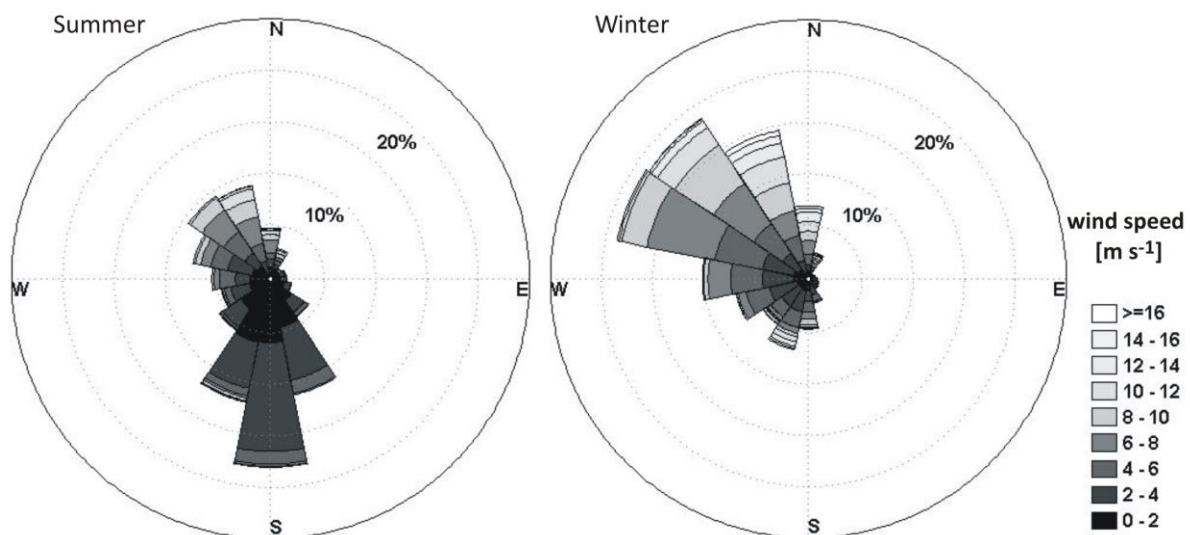 Summer
N
20%
10%
W
E
S
Winter
N
20%
10%
W
E
S
wind speed
[m s-1]
>=16
14 - 16
12 - 14
10 - 12
8 - 10
6 - 8
4 - 6
2 - 4
0 - 2